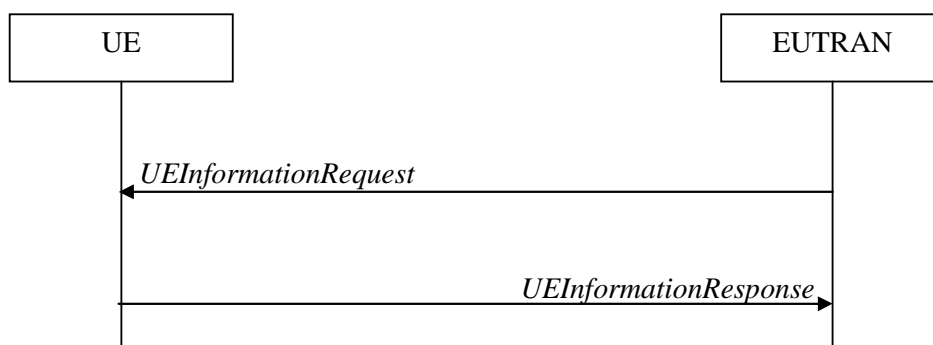 UE
EUTRAN
UEInformationRequest
UEInformationResponse